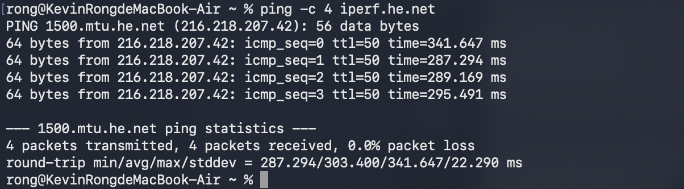 [rong@KevinRongdeMacBook-Air ~ % ping -c 4 iperf.he.net
PING 1500.mtu.he.net (216.218.207.42): 56 data bytes
64 bytes from 216.218.207.42: icmp_seq=0 ttl=50 time=341.647 ms
64 bytes from 216.218.207.42: icmp_seq=1 ttl=50 time=287.294 ms
64 bytes from 216.218.207.42: icmp_seq=2 ttl=50 time=289.169 ms
64 bytes from 216.218.207.42: icmp_seq=3 ttl=50 time=295.491 ms
--- 1500.mtu.he.net ping statistics ---
4 packets transmitted, 4 packets received, 0.0% packet loss
round-trip min/avg/max/stddev = 287.294/303.400/341.647/22.290 ms
rong@KevinRongdeMacBook-Air ~ %